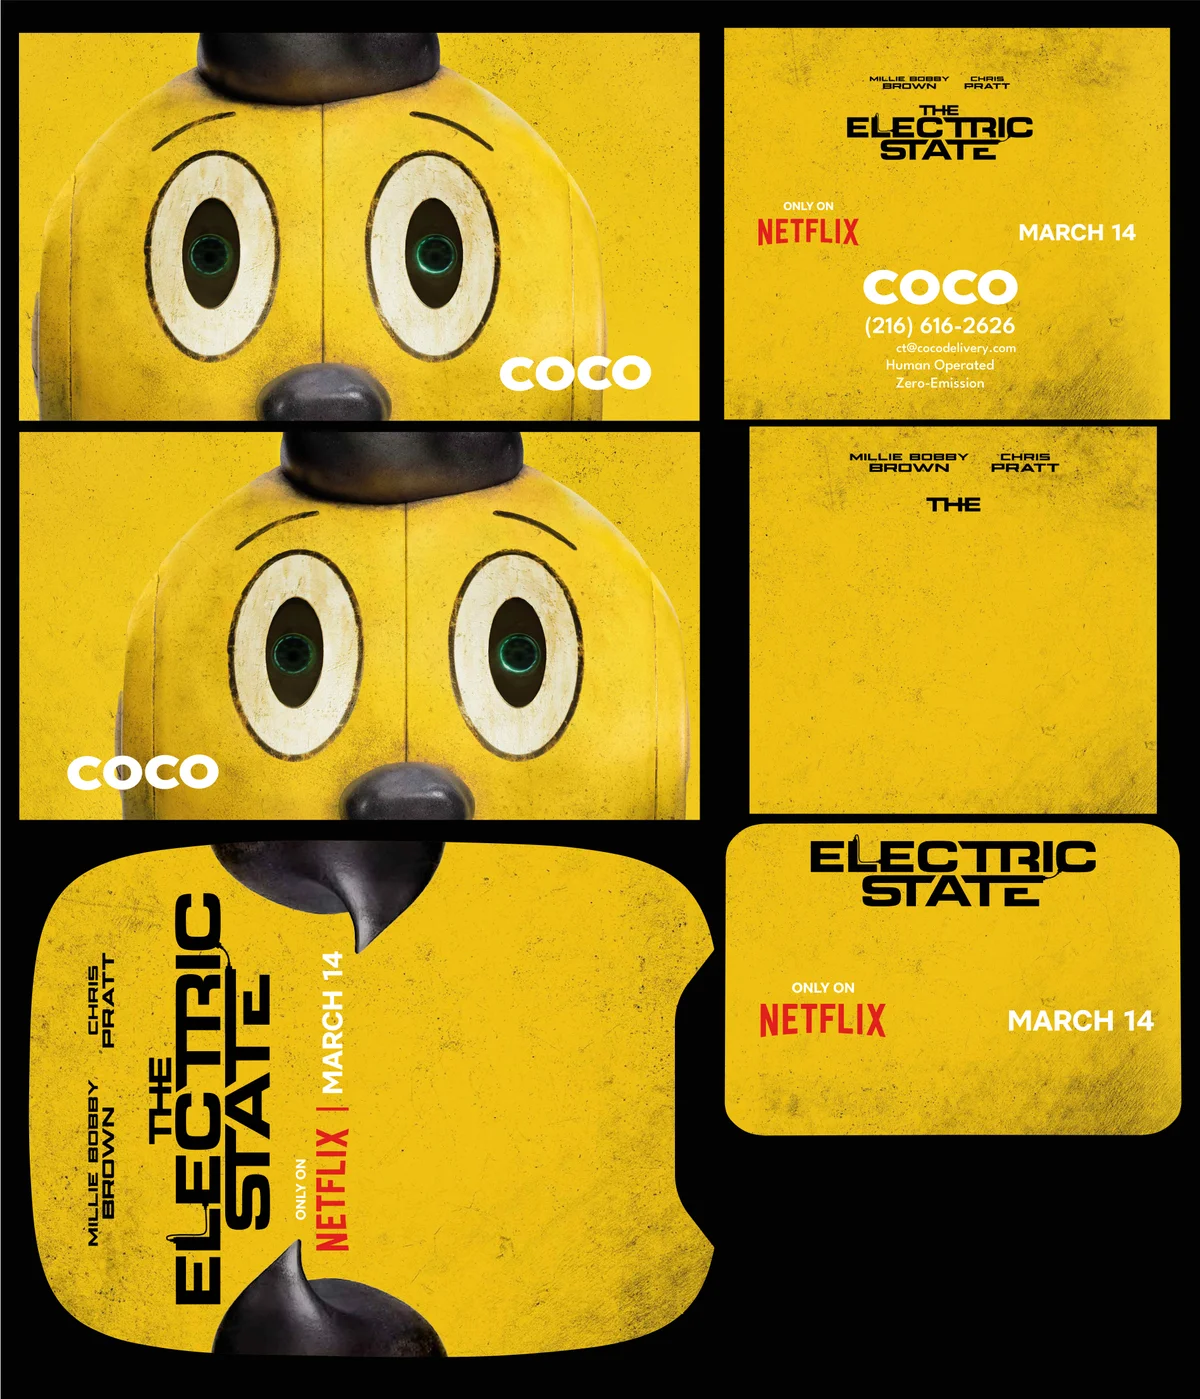 COCO
MILLIE BOBBY BROWN
CHRIS PRATT
THE
ELECTRIC
STATE
ONLY ON
NETFLIX
MARCH 14
COCO
(216) 616-2626
ct@cocodelivery.com
Human Operated
Zero-Emission
COCO
MILLIE BOBBY BROWN
CHRIS PRATT
THE
MILLIE BOBBY BROWN
CHRIS PRATT
THE
ELECTRIC
STATE
ONLY ON
NETFLIX | MARCH 14
ELECTRIC
STATE
ONLY ON
NETFLIX
MARCH 14